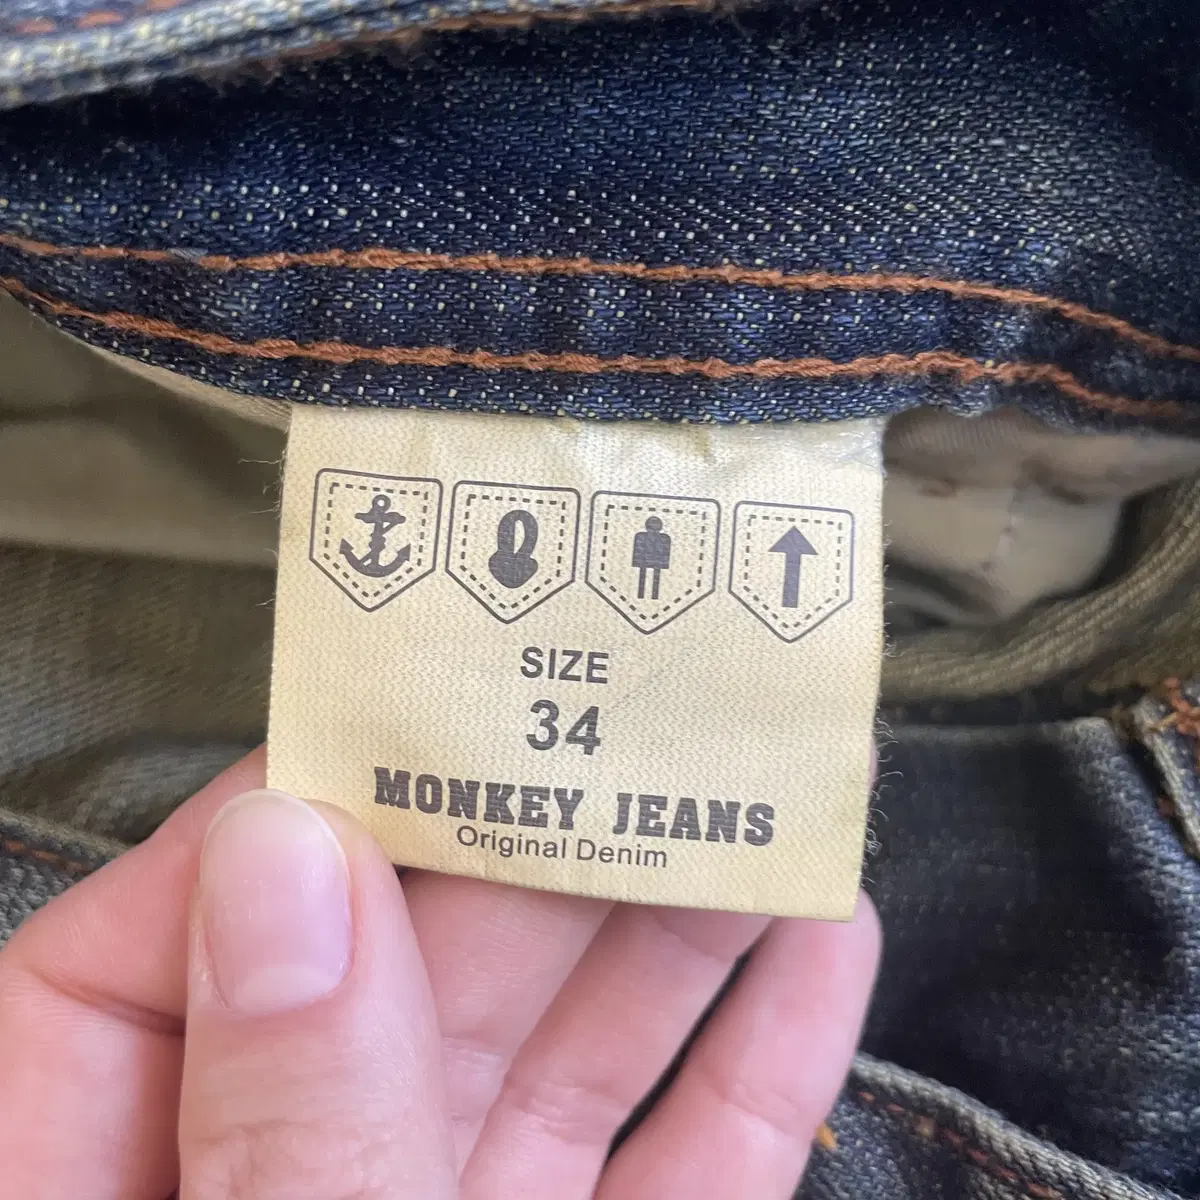 SIZE
34
MONKEY JEANS
Original Denim